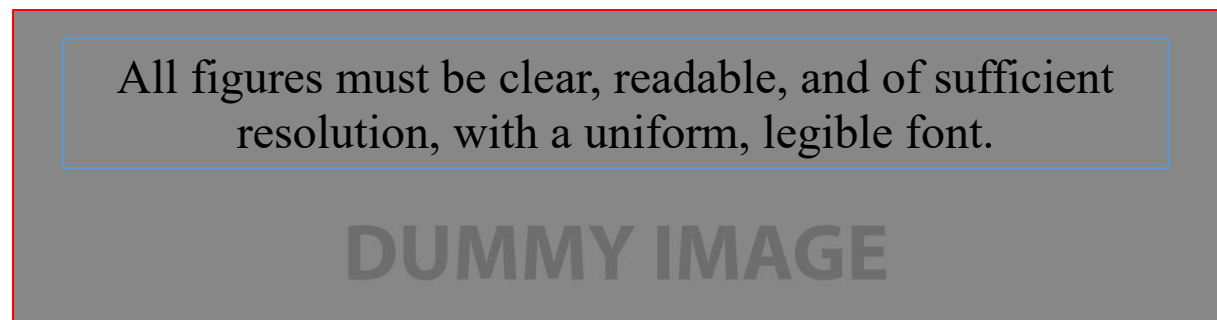 All figures must be clear, readable, and of sufficient
resolution, with a uniform, legible font.
DUMMY IMAGE